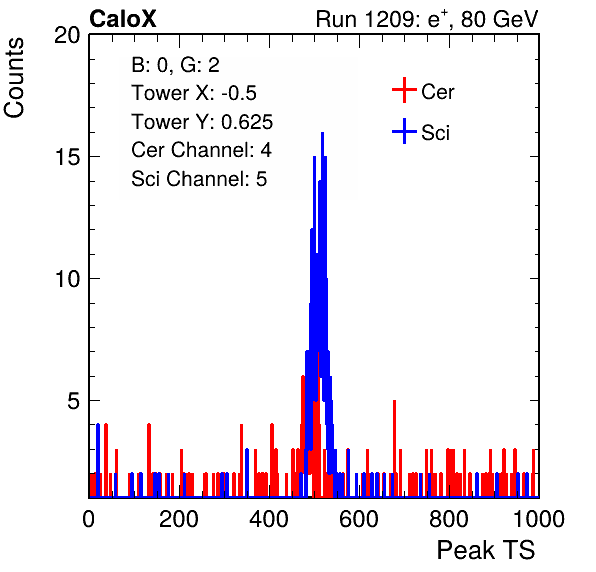 CaloX Run 1209: e⁺, 80 GeV
Counts
20
15
10
5
B: 0, G: 2
Tower X: -0.5
Tower Y: 0.625
Cer Channel: 4
Sci Channel: 5
Cer
Sci
0 200 400 600 800 1000
Peak TS